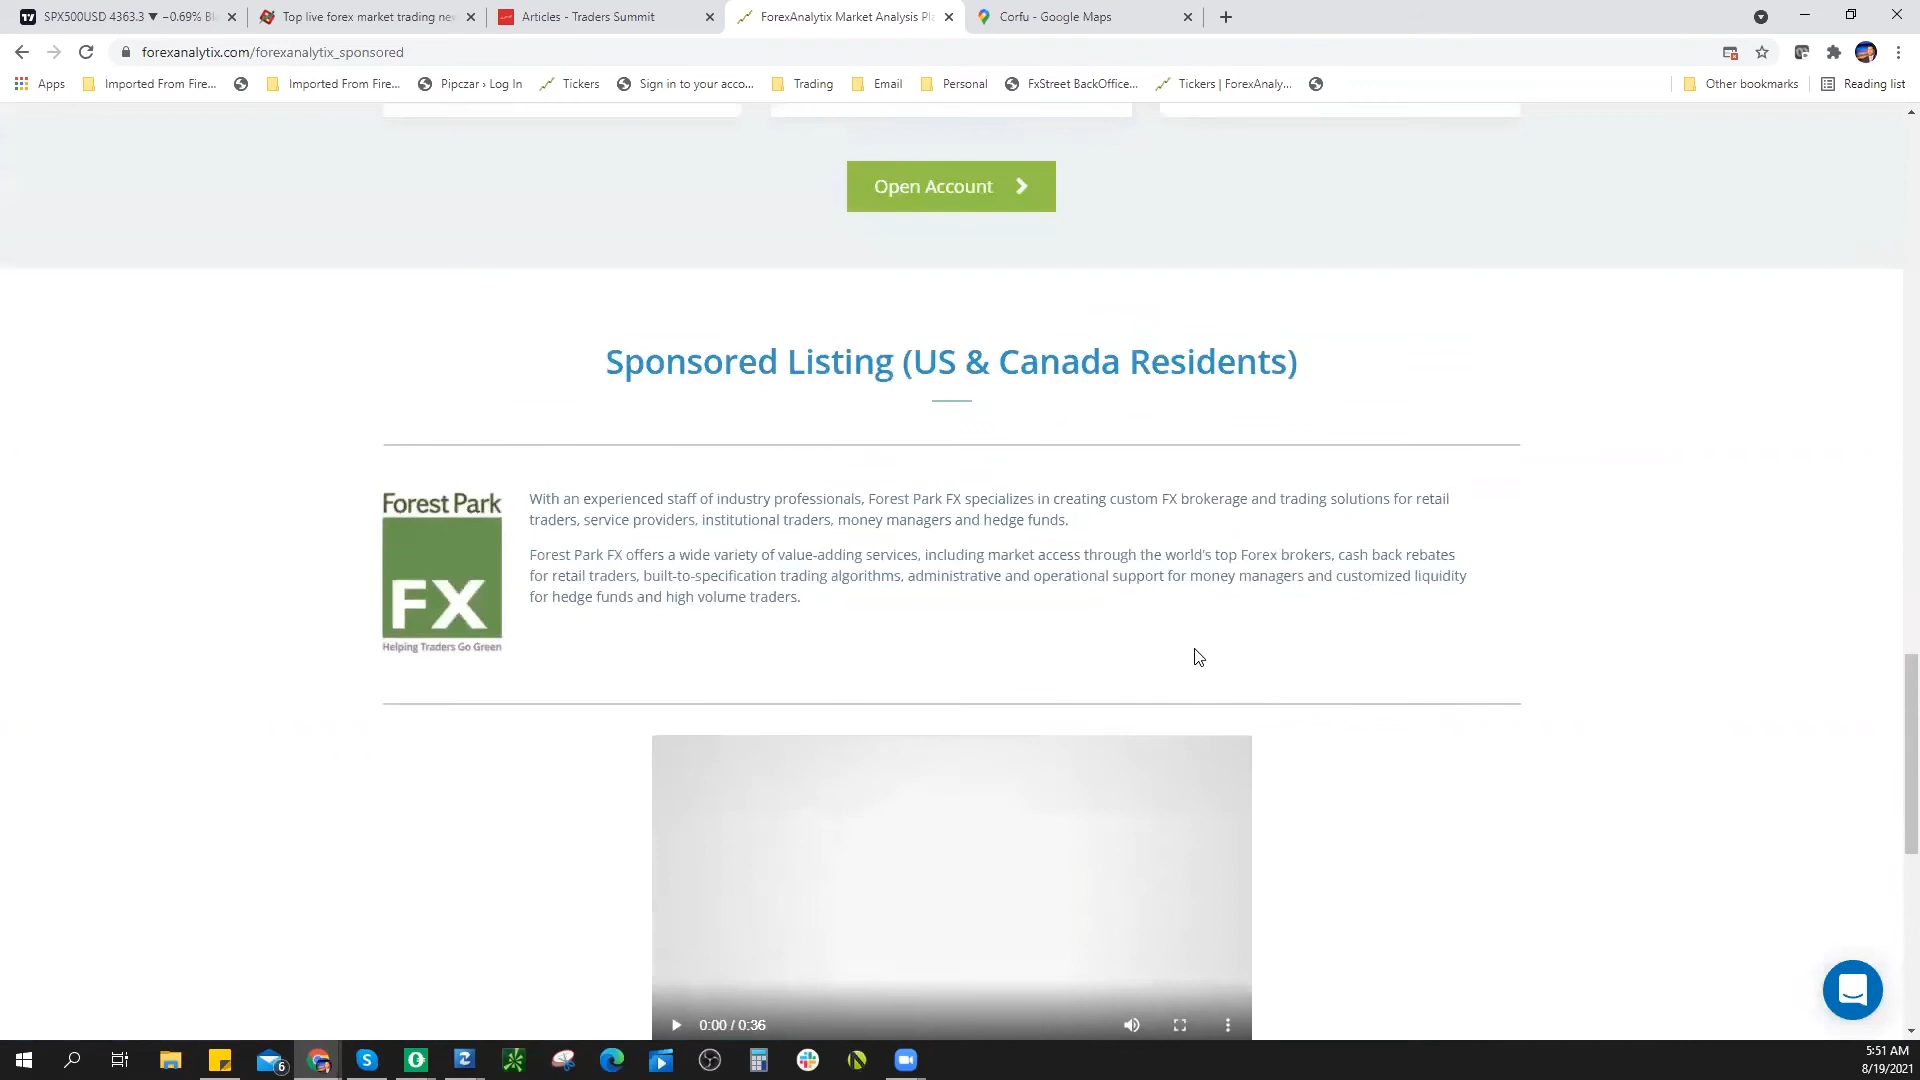 SPX500USD 4363.3 ▼ −0.69%
Top live forex market trading
Articles - Traders Summit
ForexAnalytix Market Analysis
Corfu - Google Maps
forexanalytix.com/forexanalytix_sponsored
Apps
Imported From Fire...
Imported From Fire...
Pipczar › Log In
Tickers
Sign in to your acco...
Trading
Email
Personal
FxStreet BackOffice...
Tickers | ForexAnaly...
Other bookmarks
Reading list
Open Account
Sponsored Listing (US & Canada Residents)
Forest Park
FX
Helping Traders Go Green
With an experienced staff of industry professionals, Forest Park FX specializes in creating custom FX brokerage and trading solutions for retail
traders, service providers, institutional traders, money managers and hedge funds.
Forest Park FX offers a wide variety of value-adding services, including market access through the world's top Forex brokers, cash back rebates
for retail traders, built-to-specification trading algorithms, administrative and operational support for money managers and customized liquidity
for hedge funds and high volume traders.
0:00 / 0:36
6
5:51 AM
8/19/2021